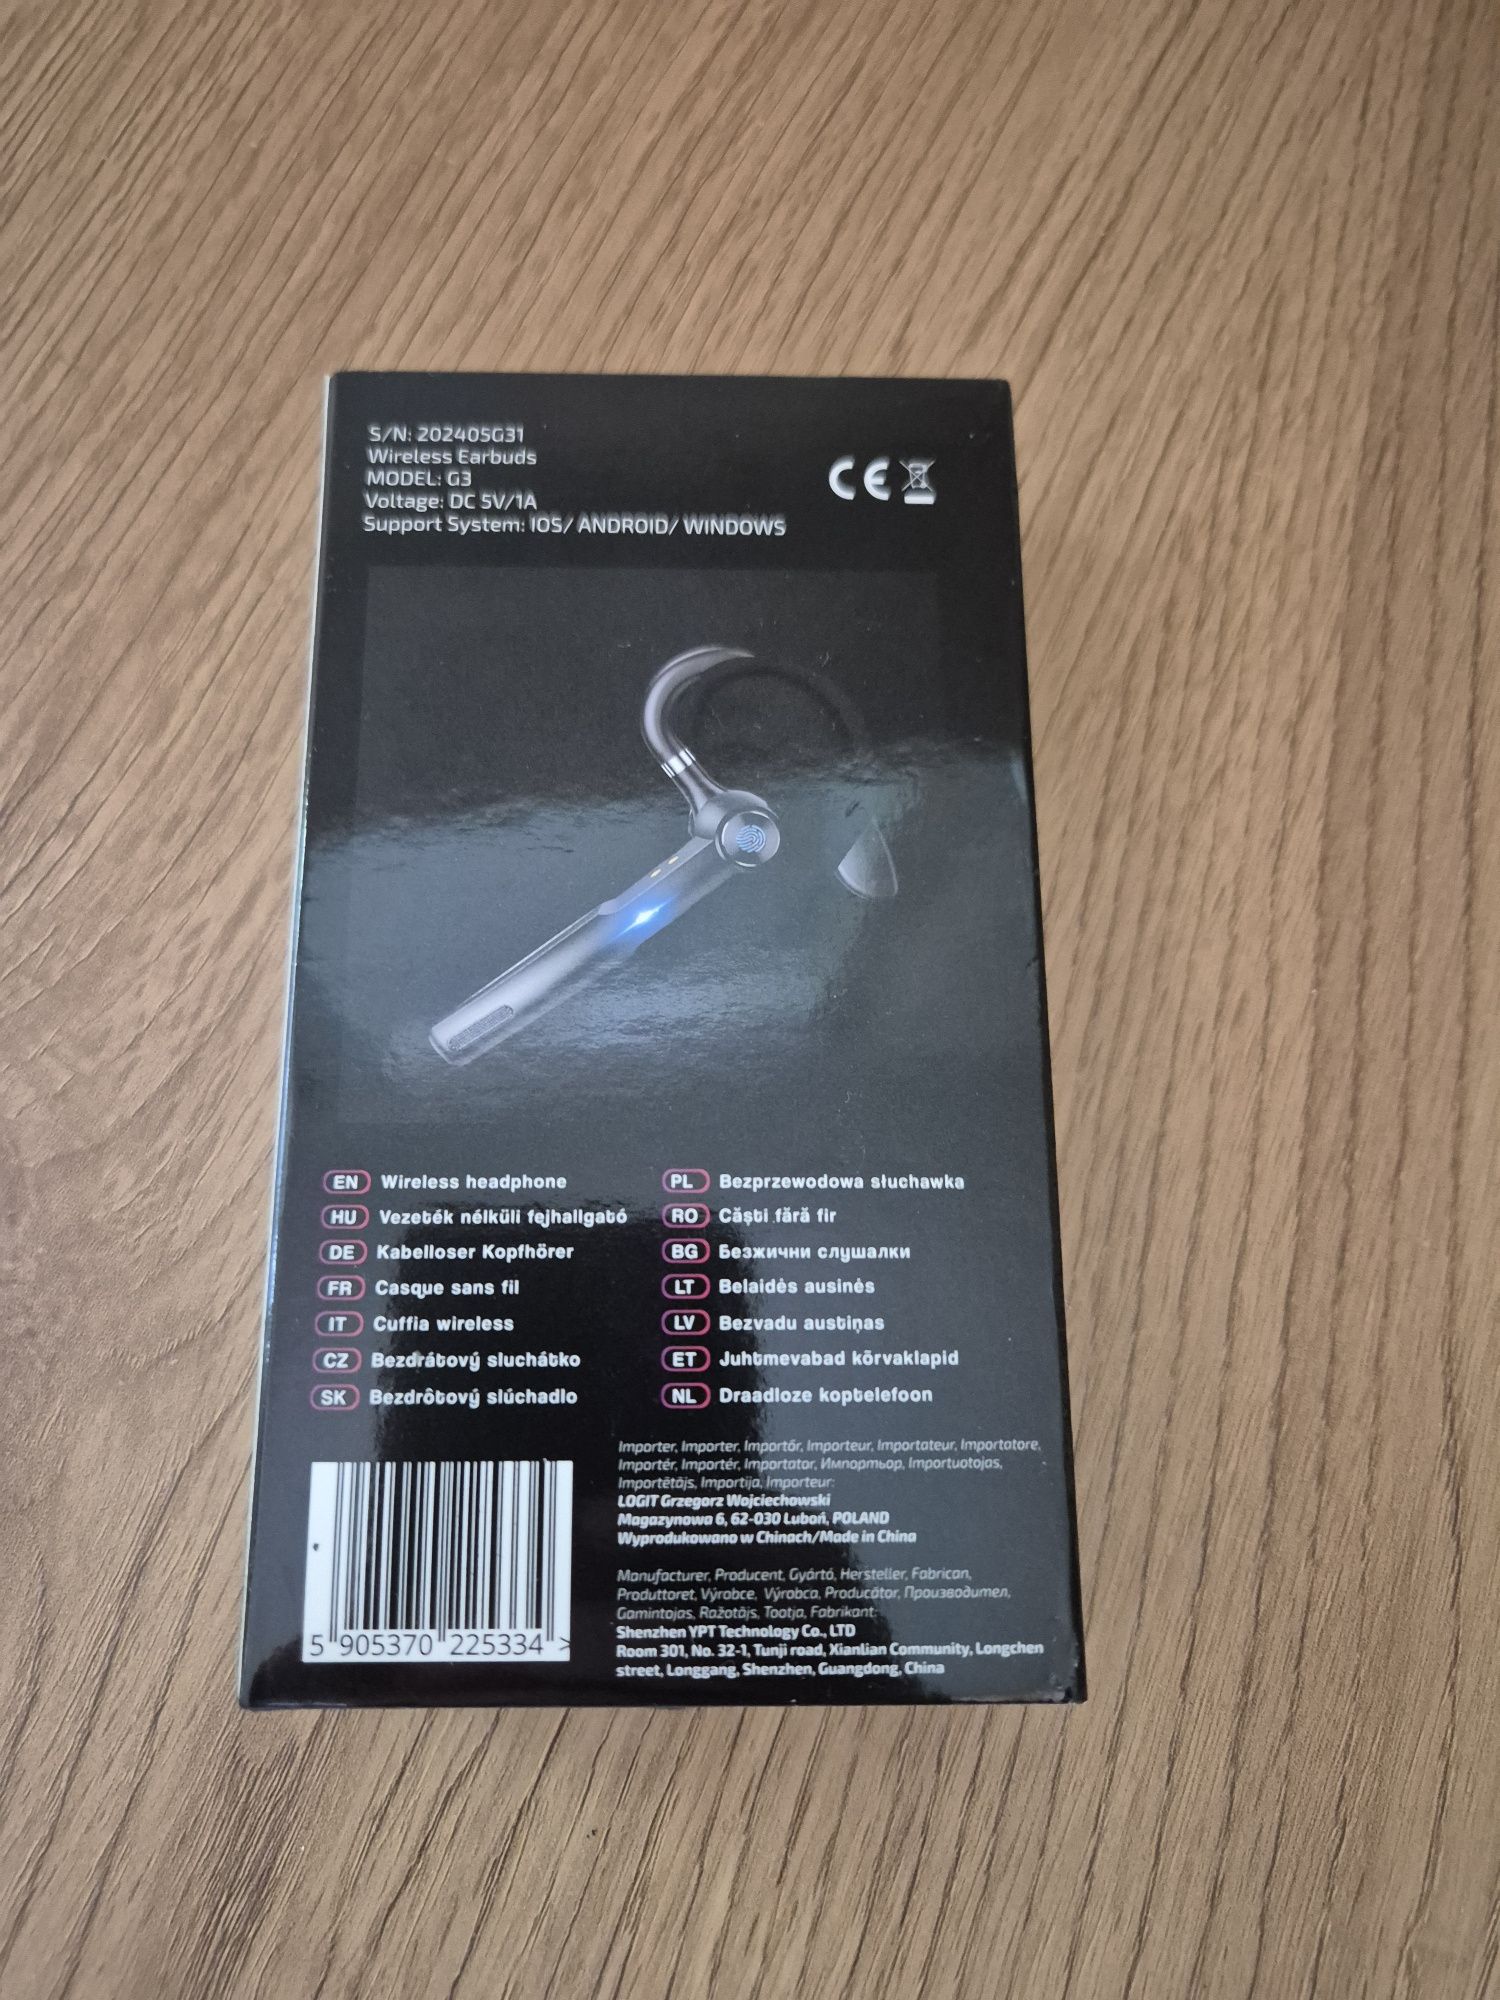 S/N: 202405G31
Wireless Earbuds
MODEL: G3
Voltage: DC 5V/1A
Support System: IOS/ ANDROID/ WINDOWS
CE
EN Wireless headphone
HU Vezeték nélküli fejhallgató
DE Kabelloser Kopfhörer
FR Casque sans fil
IT Cuffia wireless
CZ Bezdrátový sluchátko
SK Bezdrôtový slúchadlo
PL Bezprzewodowa słuchawka
RO Căști fără fir
BG Безжични слушалки
LT Belaidės ausinės
LV Bezvadu austiņas
ET Juhtmevabad kõrvaklapid
NL Draadloze koptelefoon
Importer, Importer, Importőr, Importeur, Importateur, Importatore,
Importér, Importér, Importator, Импортьор, Importuotojas,
Importētājs, Importija, Importeur:
LOGIT Grzegorz Wojciechowski
Magazynowa 6, 62-030 Luboń, POLAND
Wyprodukowano w Chinach/Made in China
Manufacturer, Producent, Gyártó, Hersteller, Fabrican,
Produttoret, Výrobce, Výrobca, Producător, Производител,
Gamintojas, Ražotājs, Tootja, Fabrikant:
Shenzhen YPT Technology Co., LTD
Room 301, No. 32-1, Tunji road, Xianlian Community, Longchen
street, Longgang, Shenzhen, Guangdong, China
5 905370 225334 >